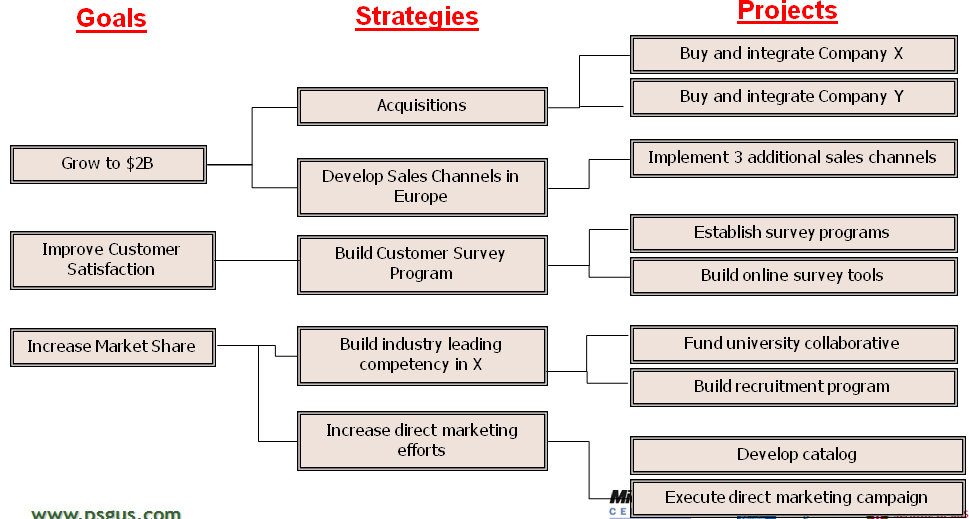 Goals
Strategies
Projects
Buy and integrate Company X
Acquisitions
Buy and integrate Company Y
Grow to $2B
Implement 3 additional sales channels
Develop Sales Channels in
Europe
Improve Customer
Satisfaction
Build Customer Survey
Program
Establish survey programs
Build online survey tools
Increase Market Share
Build industry leading
competency in X
Fund university collaborative
Build recruitment program
Increase direct marketing
efforts
Develop catalog
Execute direct marketing campaign
www.psgus.com